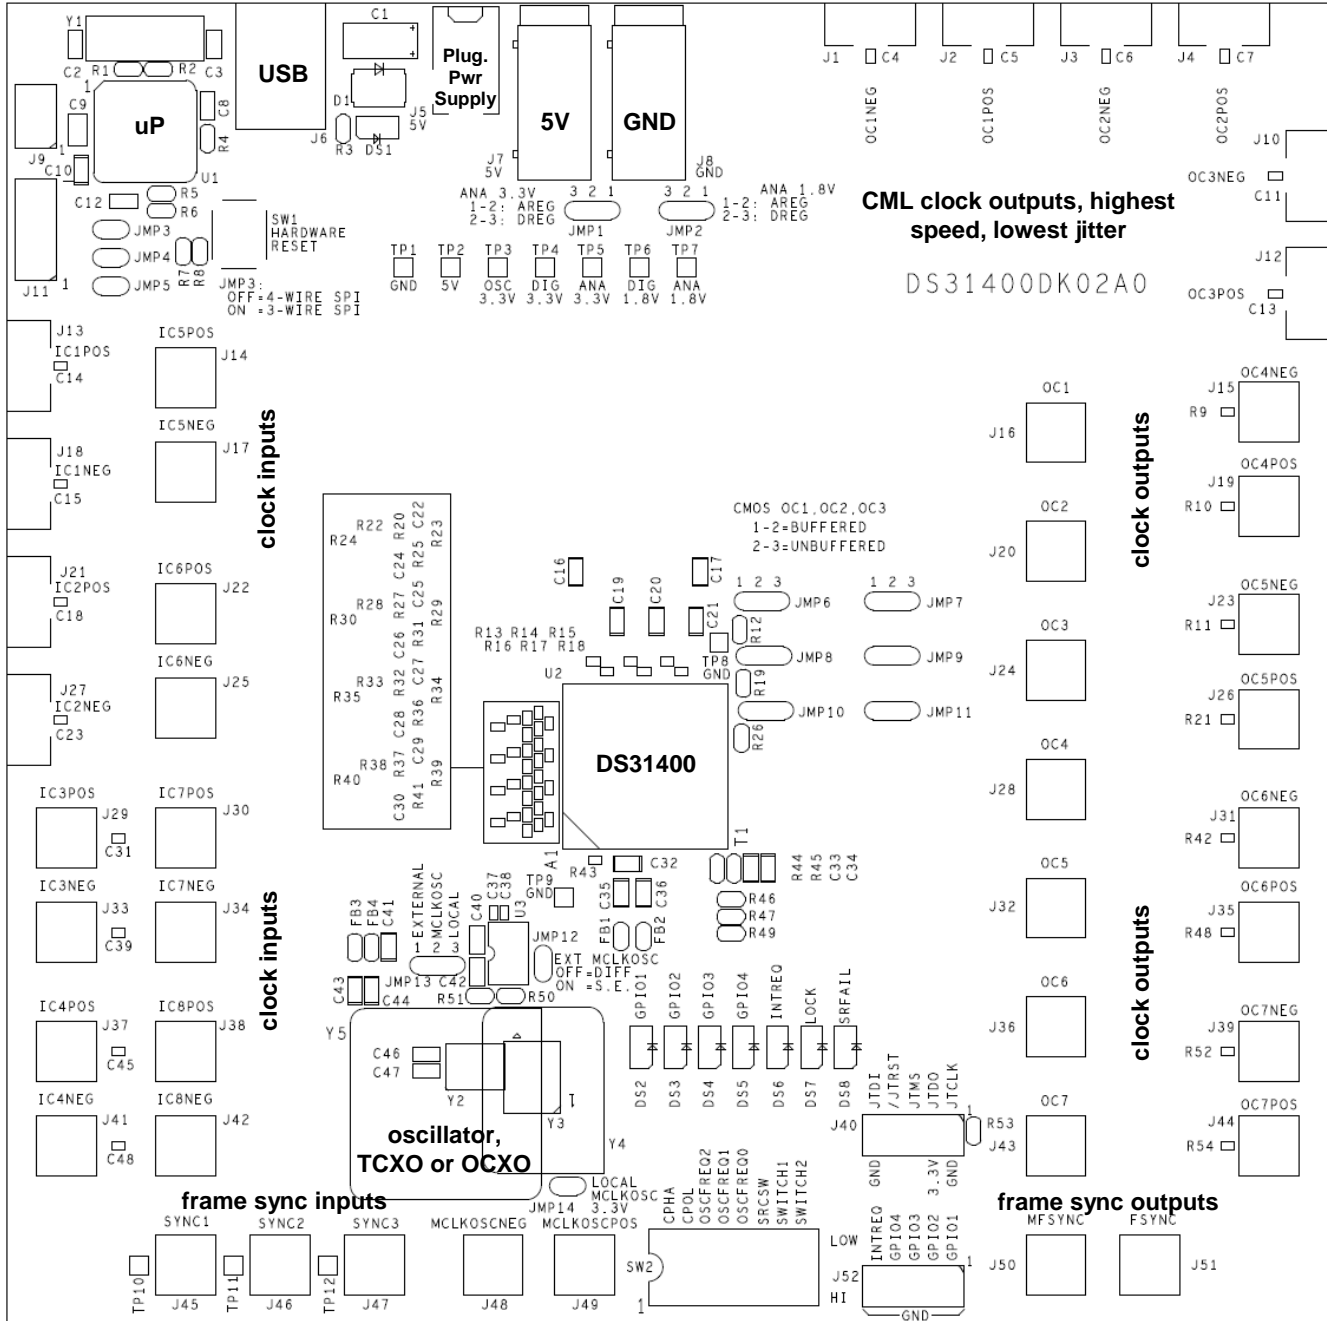 Y1
C2
R1
R2
C3
1
uP
C9
C8
R4
J9
1
C10
U1
C12
R5
R6
JMP3
JMP4
JMP5
R7
R8
J11
1
USB
C1
+
D1
J6
R3
DS1
J5
5V
Plug.
Pwr
Supply
5V
GND
J7
5V
J8
GND
SW1
HARDWARE
RESET
JMP3:
OFF=4-WIRE SPI
ON =3-WIRE SPI
ANA 3.3V
1-2: AREG
2-3: DREG
3 2 1
JMP1
3 2 1
JMP2
ANA 1.8V
1-2: AREG
2-3: DREG
TP1
GND
TP2
5V
TP3
OSC
3.3V
TP4
DIG
3.3V
TP5
ANA
3.3V
TP6
DIG
1.8V
TP7
ANA
1.8V
J1
C4
J2
C5
J3
C6
J4
C7
OC1NEG
OC1POS
OC2NEG
OC2POS
J10
OC3NEG
C11
CML clock outputs, highest
speed, lowest jitter
J12
OC3POS
C13
DS31400DK02A0
J13
IC1POS
C14
IC5POS
J14
IC5NEG
J17
J18
IC1NEG
C15
clock inputs
J21
IC2POS
C18
IC6POS
J22
IC6NEG
J25
J27
IC2NEG
C23
R24
R22
R20
C22
R23
C24
R25
R30
R28
R27
C25
R29
C26
R31
R35
R33
R32
C27
R34
C28
R36
R40
R38
R37
C29
R39
C30
R41
CMOS OC1,OC2,OC3
1-2=BUFFERED
2-3=UNBUFFERED
C16
C19
C20
C17
C21
1 2 3
JMP6
1 2 3
JMP7
R12
R13 R14 R15
R16 R17 R18
U2
TP8
GND
JMP8
JMP9
R19
JMP10
JMP11
R26
DS31400
A1
T1
OC1
J16
OC2
J20
OC3
J24
OC4
J28
OC5
J32
OC6
J36
OC7
J43
clock outputs
OC4NEG
J15
R9
OC4POS
J19
R10
OC5NEG
J23
R11
OC5POS
J26
R21
OC6NEG
J31
R42
OC6POS
J35
R48
OC7NEG
J39
R52
OC7POS
J44
R54
clock outputs
IC3POS
J29
C31
IC7POS
J30
IC3NEG
J33
C39
IC7NEG
J34
clock inputs
IC4POS
J37
C45
IC8POS
J38
IC4NEG
J41
C48
IC8NEG
J42
R43
C32
TP9
GND
C35
C36
FB1
FB2
R44
R45
C33
C34
R46
R47
R49
FB3
FB4
C41
EXTERNAL
MCLKOSC
LOCAL
1 2 3
C40
C37
C38
U3
JMP12
EXT MCLKOSC
OFF=DIFF
ON =S.E.
JMP13
C42
C43
C44
R51
R50
Y5
C46
C47
Y2
1
Y3
Y4
oscillator,
TCXO or OCXO
GPIO1
GPIO2
GPIO3
GPIO4
INTREQ
LOCK
SRFAIL
DS2
DS3
DS4
DS5
DS6
DS7
DS8
JTDI
/JTRST
JTMS
JTDO
JTCLK
J40
1
R53
GND
3.3V
GND
LOCAL
MCLKOSC
3.3V
JMP14
CPHA
CPOL
OSCFREQ2
OSCFREQ1
OSCFREQ0
SRCSW
SWITCH1
SWITCH2
SW2
1
LOW
HI
INTREQ
GPIO4
GPIO3
GPIO2
GPIO1
J52
1
GND
frame sync inputs
SYNC1
TP10
J45
SYNC2
TP11
J46
SYNC3
TP12
J47
MCLKOSCNEG
J48
MCLKOSCPOS
J49
frame sync outputs
MFSYNC
J50
FSYNC
J51